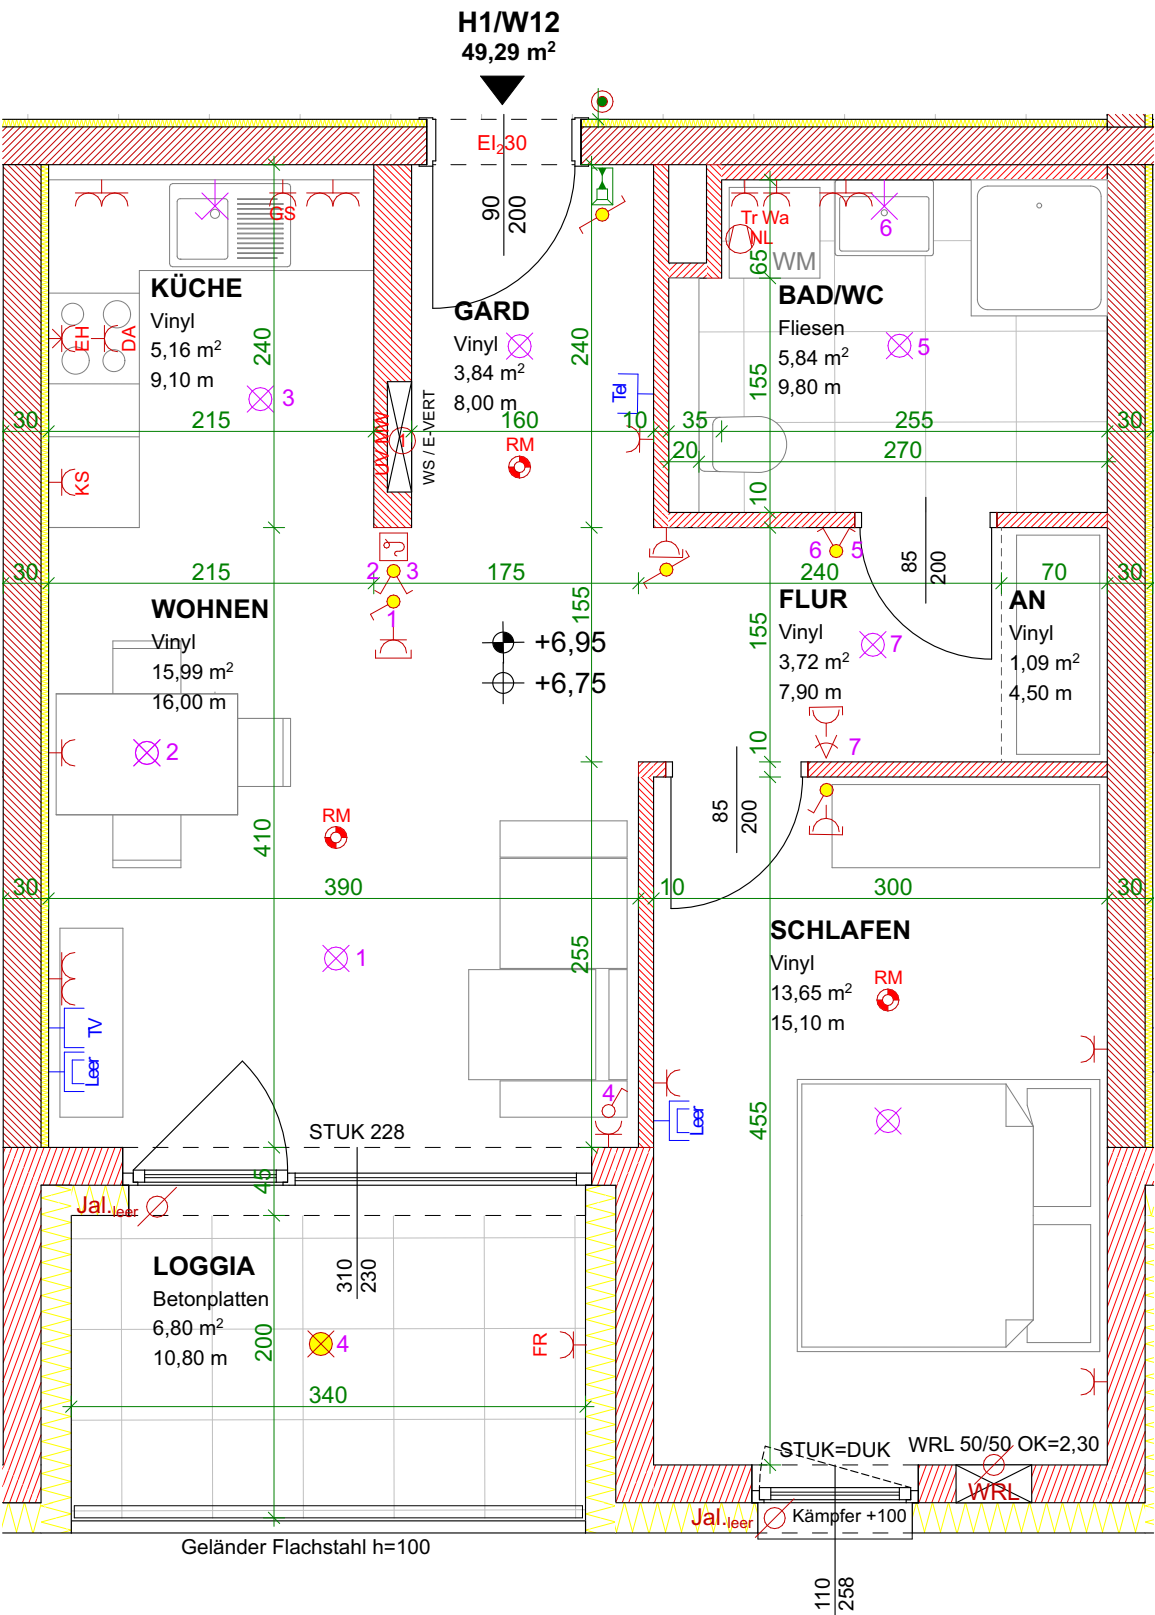 H1/W12
49,29 m²
EI₂30
90
200
GS
KÜCHE
Vinyl
5,16 m²
9,10 m
EH
DA
KS
3
240
215
GARD
Vinyl
3,84 m²
8,00 m
240
160
10
Tel
RM
UV/MW
1
WS / E-VERT
Tr Wa
NL
WM
6
65
BAD/WC
Fliesen
5,84 m²
9,80 m
5
155
30
35
255
30
20
270
10
30
215
2
3
1
175
155
6
5
85
200
240
70
30
WOHNEN
Vinyl
15,99 m²
16,00 m
2
+6,95
+6,75
FLUR
Vinyl
3,72 m²
7,90 m
7
155
AN
Vinyl
1,09 m²
4,50 m
7
10
85
200
RM
410
30
390
10
300
30
1
255
TV
Leer
4
SCHLAFEN
Vinyl
13,65 m²
15,10 m
RM
Leer
455
STUK 228
45
Jal.leer
LOGGIA
Betonplatten
6,80 m²
10,80 m
310
230
200
4
FR
340
Geländer Flachstahl h=100
STUK=DUK
WRL 50/50 OK=2,30
WRL
Jal.leer
Kämpfer +100
110
258